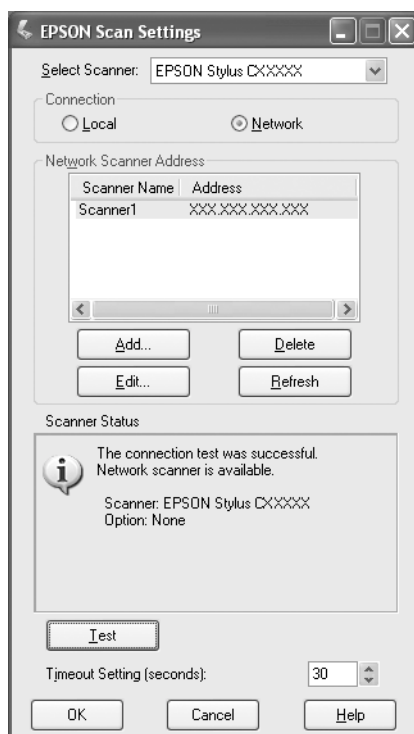 EPSON Scan Settings
Select Scanner: EPSON Stylus CXXXXX
Connection
Local Network
Network Scanner Address
Scanner Name Address
Scanner1 XXX.XXX.XXX.XXX
Add... Delete
Edit... Refresh
Scanner Status
The connection test was successful.
Network scanner is available.
Scanner: EPSON Stylus CXXXXX
Option: None
Test
Timeout Setting (seconds): 30
OK Cancel Help